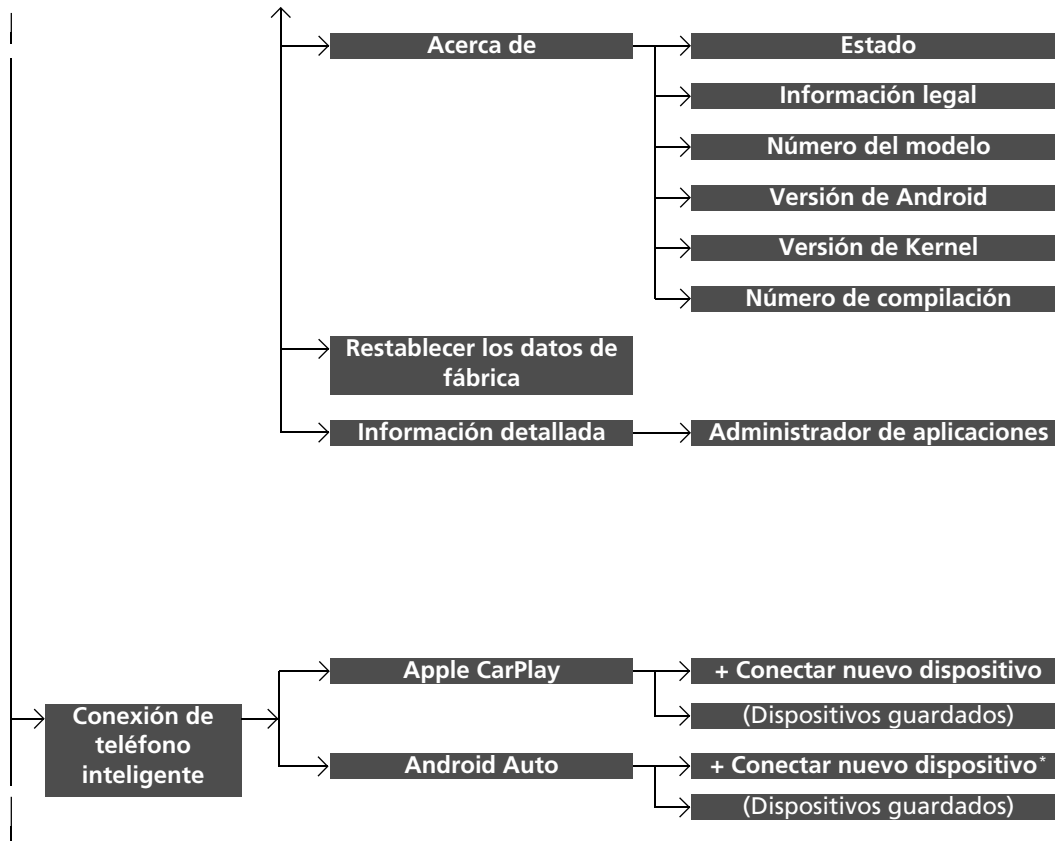 Acerca de
Estado
Información legal
Número del modelo
Versión de Android
Versión de Kernel
Número de compilación
Restablecer los datos de
fábrica
Información detallada
Administrador de aplicaciones
Conexión de
teléfono
inteligente
Apple CarPlay
+ Conectar nuevo dispositivo
(Dispositivos guardados)
Android Auto
+ Conectar nuevo dispositivo*
(Dispositivos guardados)